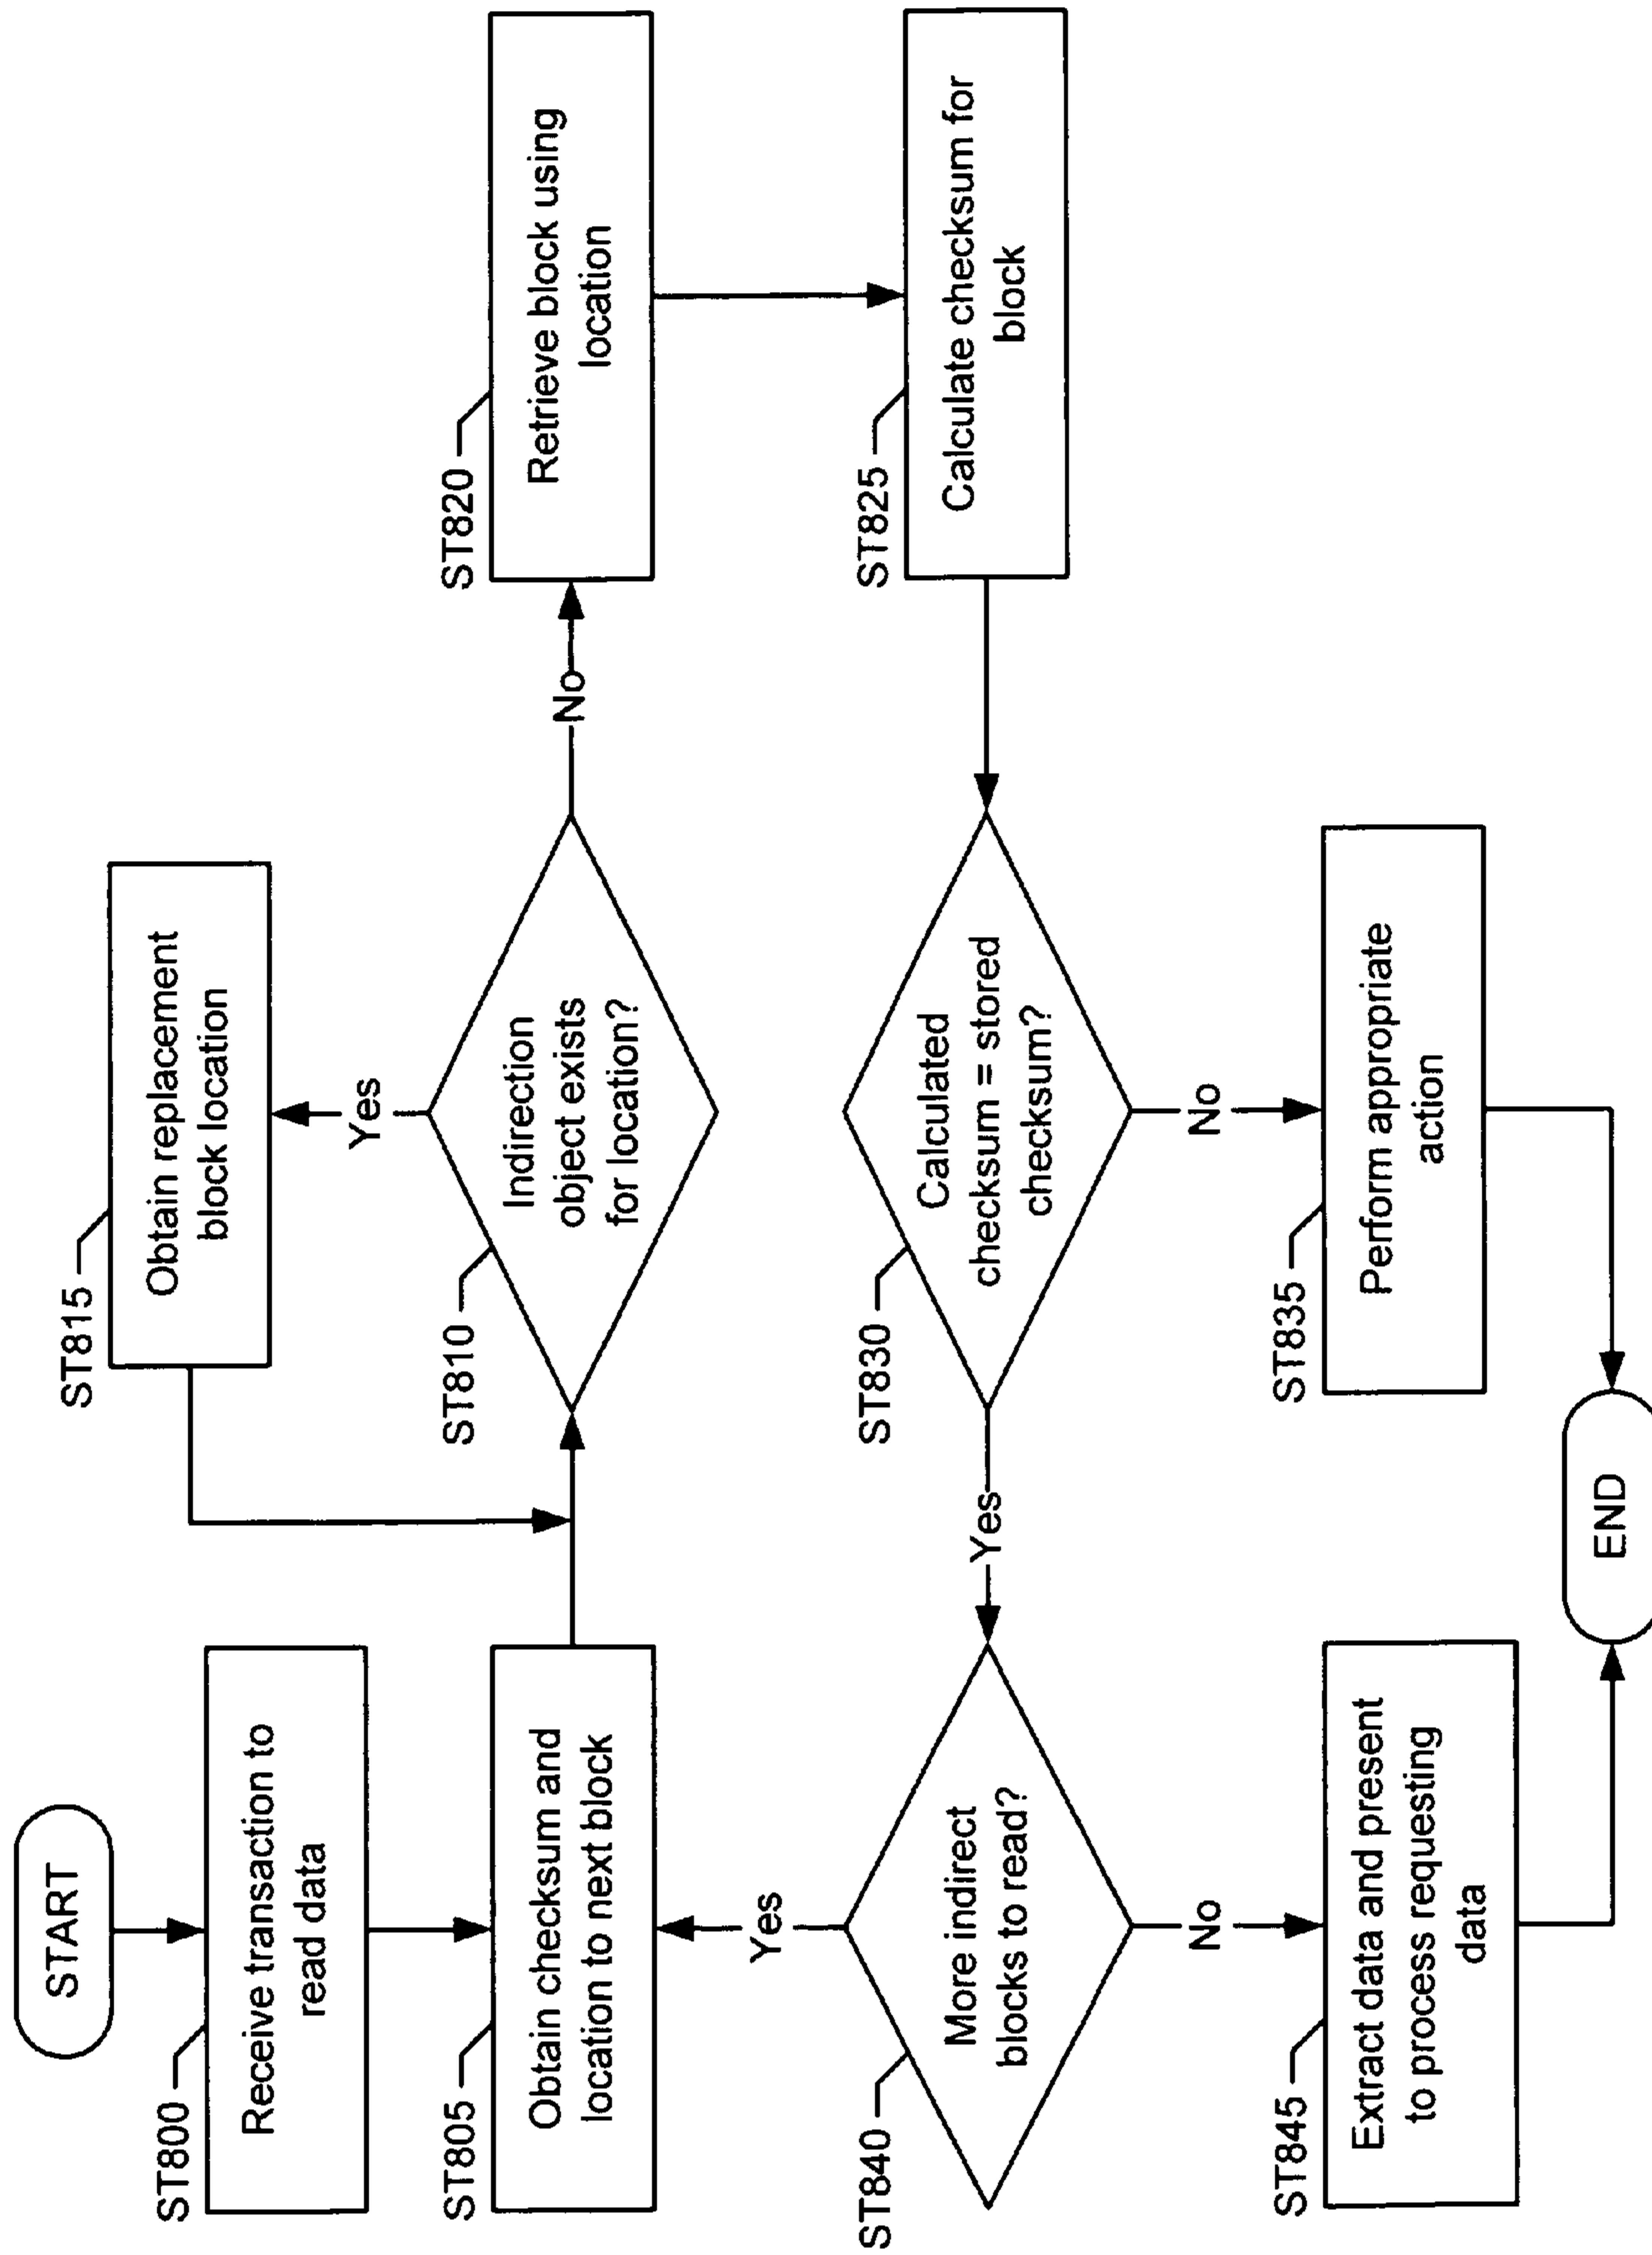 START
ST800
Receive transaction to
read data
ST805
Obtain checksum and
location to next block
ST815
Obtain replacement
block location
ST810
Indirection
object exists
for location?
Yes
No
ST820
Retrieve block using
location
ST825
Calculate checksum for
block
ST830
Calculated
checksum = stored
checksum?
Yes
No
ST835
Perform appropriate
action
ST840
More indirect
blocks to read?
Yes
No
ST845
Extract data and present
to process requesting
data
END